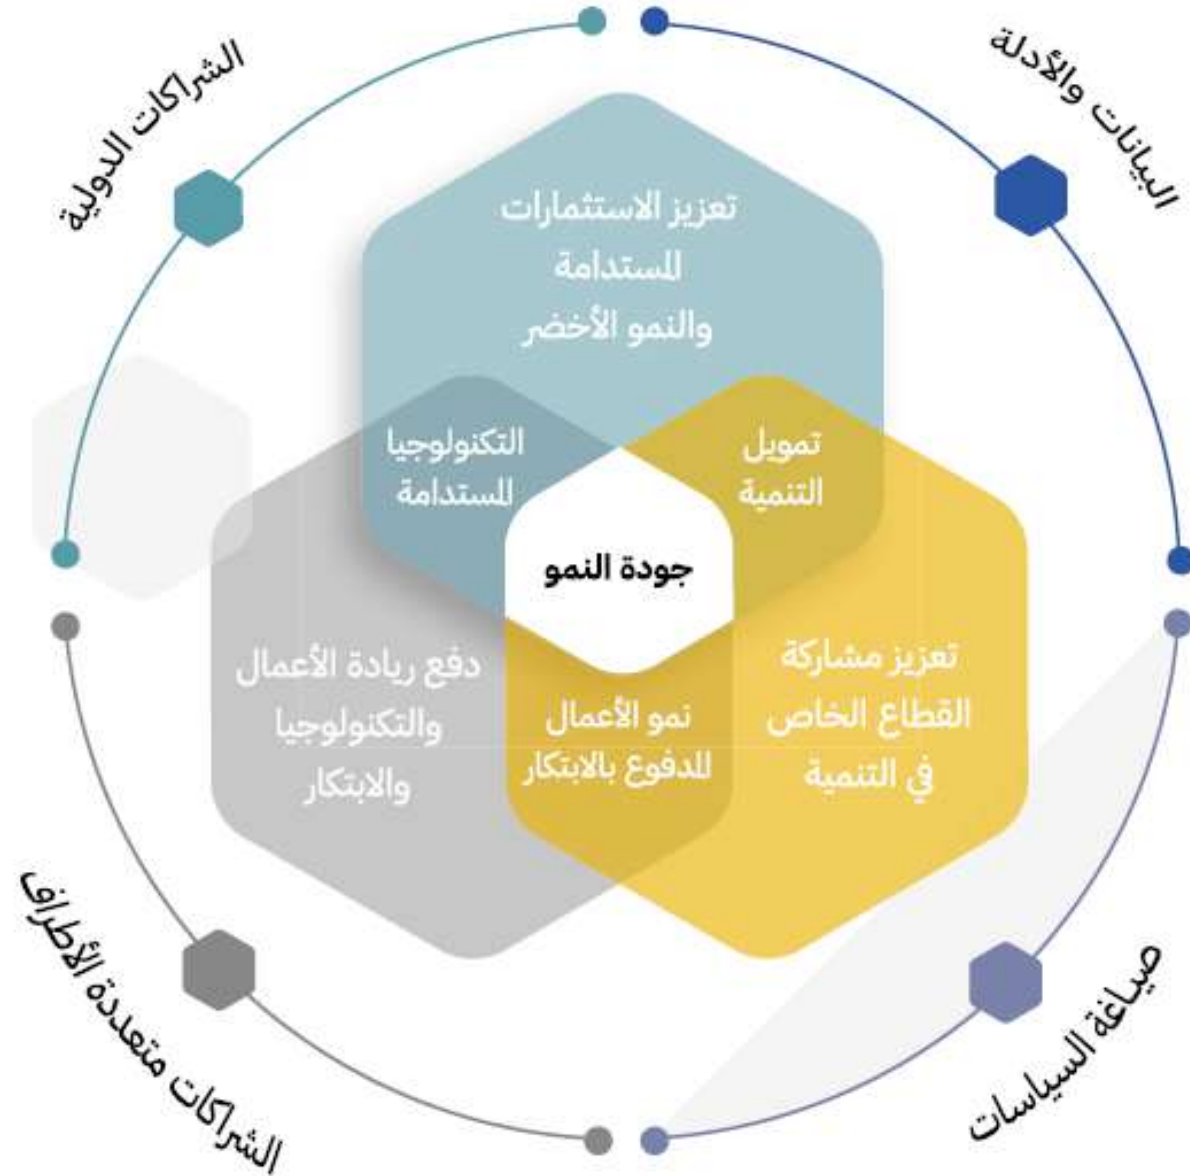 البيانات والأدلة
الشراكات الدولية
تعزيز الاستثمارات
المستدامة
والنمو الأخضر
تمويل
التنمية
التكنولوجيا
المستدامة
جودة النمو
تعزيز مشاركة
القطاع الخاص
في التنمية
نمو الأعمال
المدفوع بالابتكار
دفع ريادة الأعمال
والتكنولوجيا
والابتكار
صياغة السياسات
الشراكات متعددة الأطراف